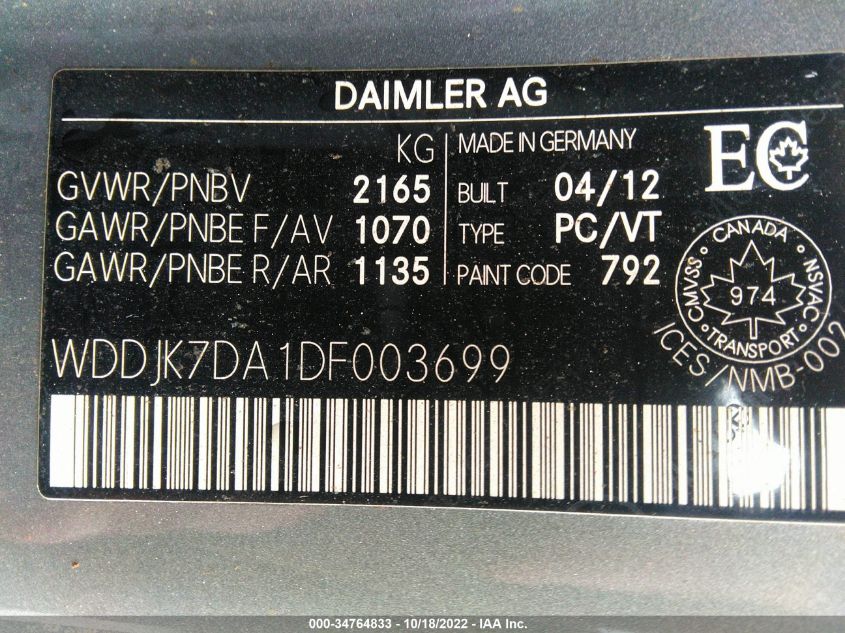 DAIMLER AG
KG
GVWR/PNBV 2165
GAWR/PNBE F/AV 1070
GAWR/PNBE R/AR 1135
MADE IN GERMANY
BUILT 04/12
TYPE PC/VT
PAINT CODE 792
EC
CANADA
CMVSS 974 NSVAC
TRANSPORT
ICES/NMB-002
WDDJK7DA1DF003699
000-34764833 - 10/18/2022 - IAA Inc.